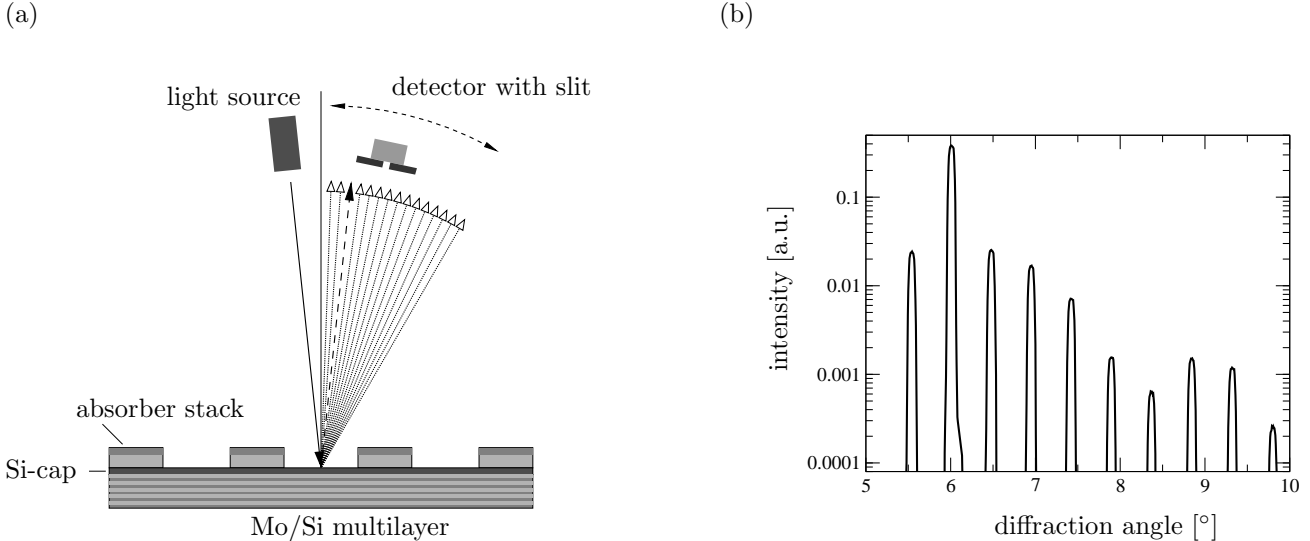 (a)
(b)
detector with slit
light source
absorber stack
Si-cap
Mo/Si multilayer
intensity [a.u.]
0.1
0.01
0.001
0.0001
5 6 7 8 9 10
diffraction angle [°]